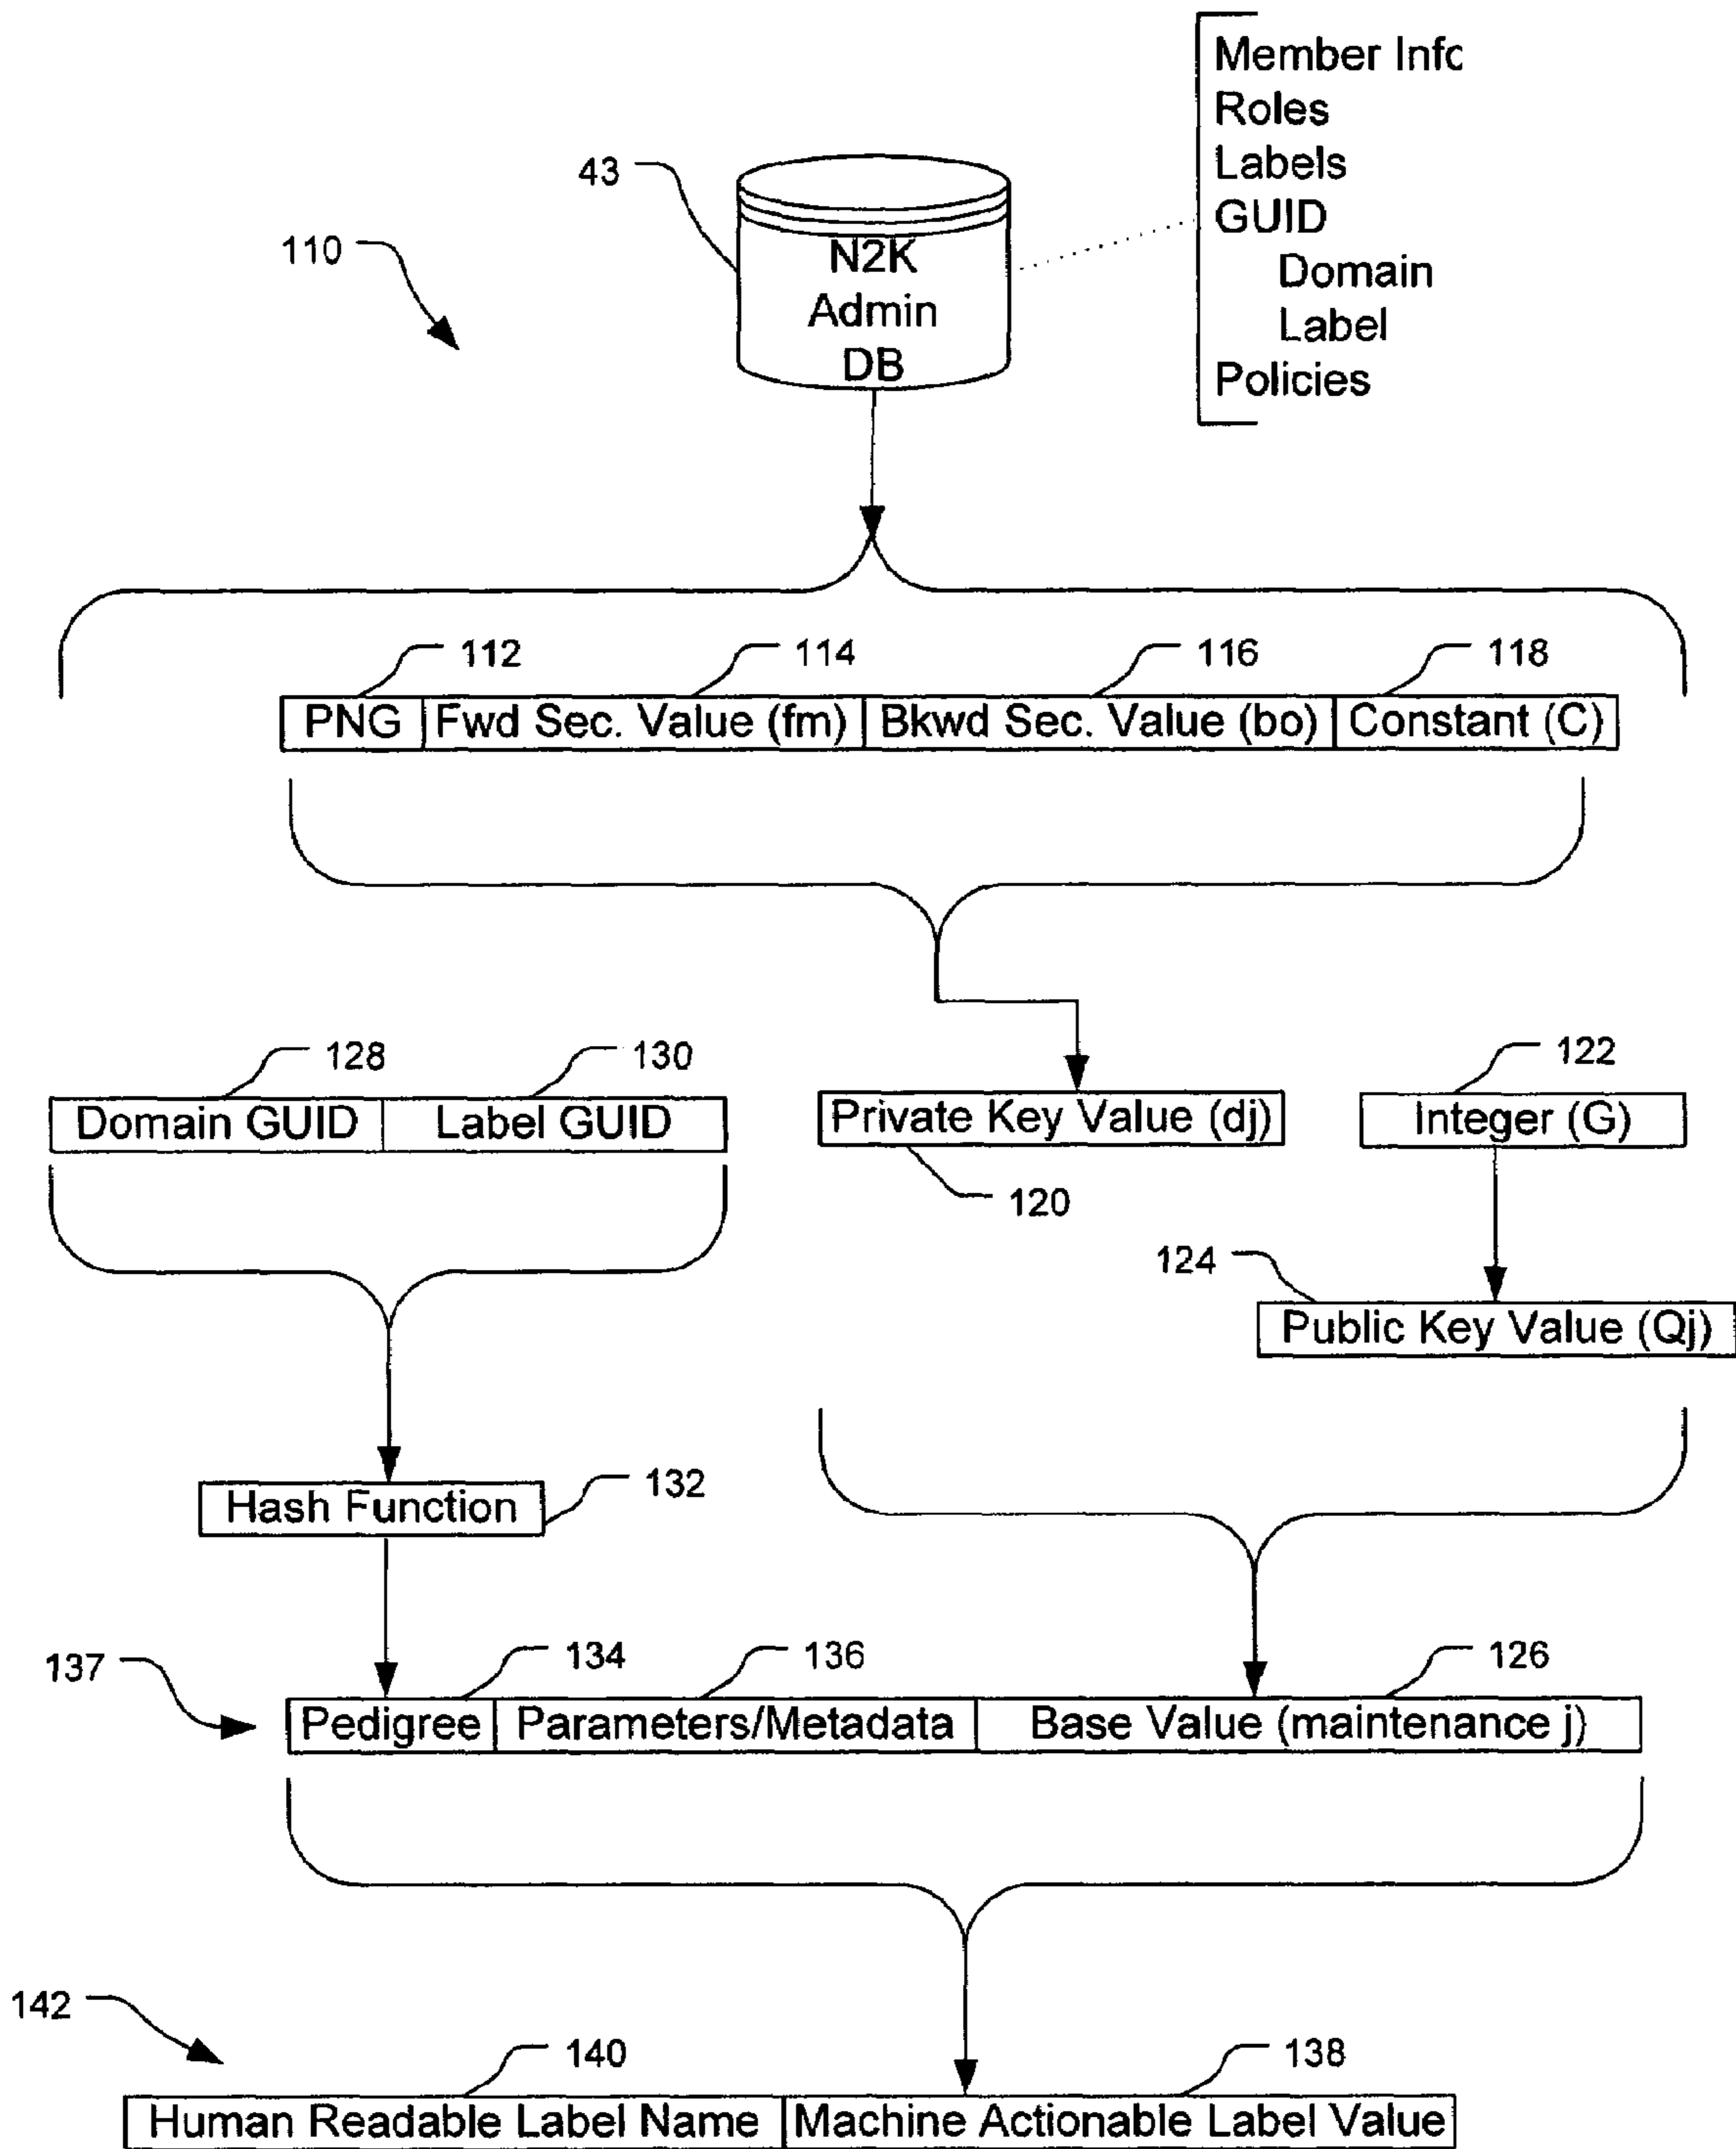 Member Info
Roles
Labels
GUID
Domain
Label
Policies
43
N2K
Admin
DB
110
112
114
116
118
PNG
Fwd Sec. Value (fm)
Bkwd Sec. Value (bo)
Constant (C)
128
130
122
Domain GUID
Label GUID
Private Key Value (dj)
Integer (G)
120
124
Public Key Value (Qj)
Hash Function
132
137
134
136
126
Pedigree
Parameters/Metadata
Base Value (maintenance j)
142
140
138
Human Readable Label Name
Machine Actionable Label Value